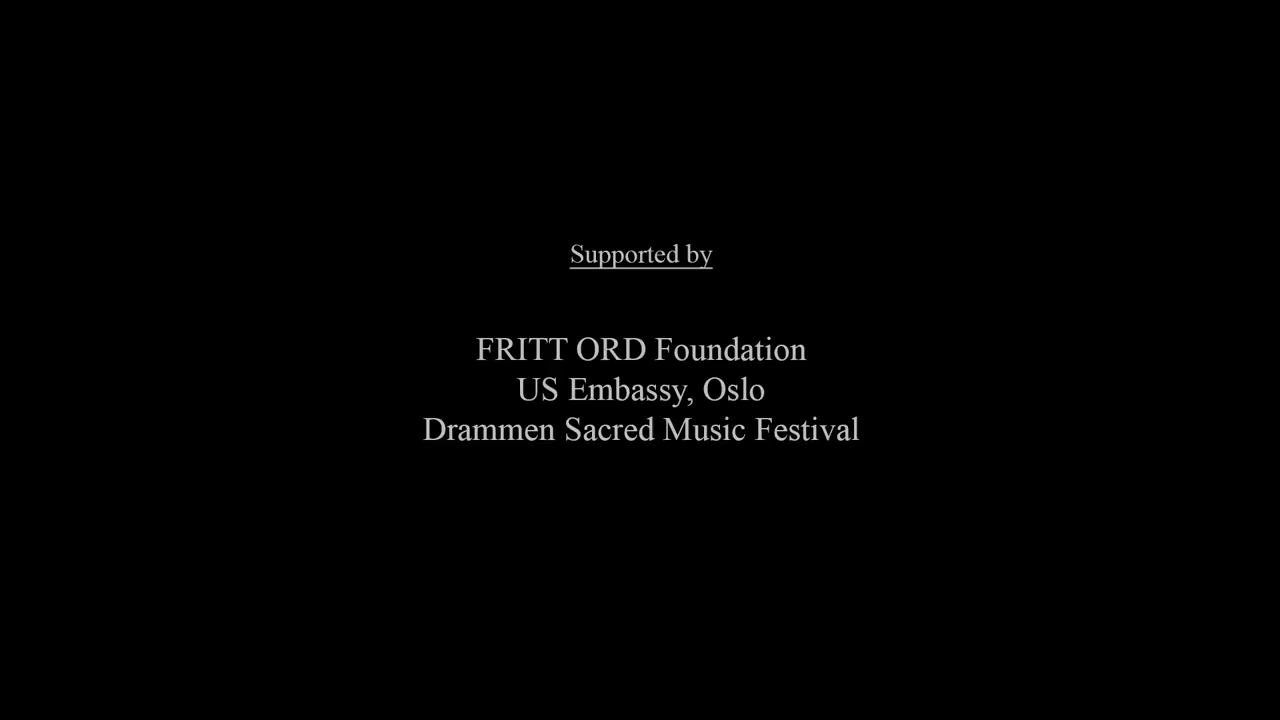 Supported by
FRITT ORD Foundation
US Embassy, Oslo
Drammen Sacred Music Festival